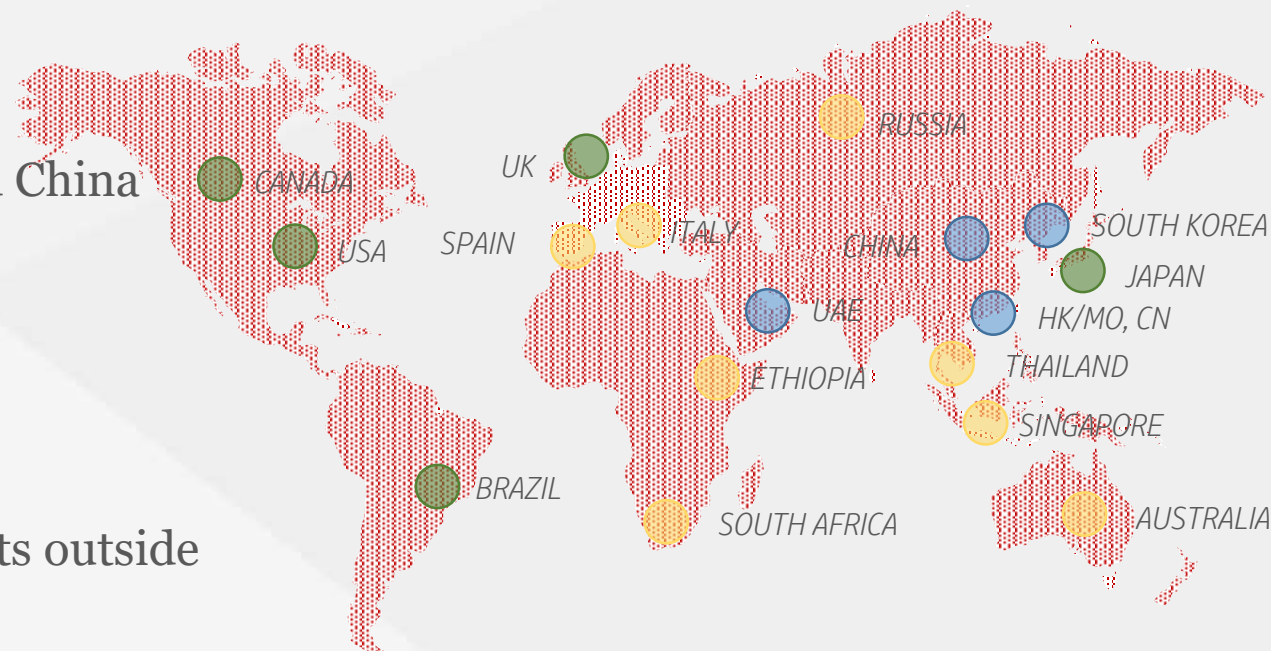 China
ts outside
CANADA
USA
BRAZIL
UK
SPAIN
ITALY
RUSSIA
CHINA
SOUTH KOREA
JAPAN
UAE
HK/MO, CN
ETHIOPIA
THAILAND
SINGAPORE
SOUTH AFRICA
AUSTRALIA